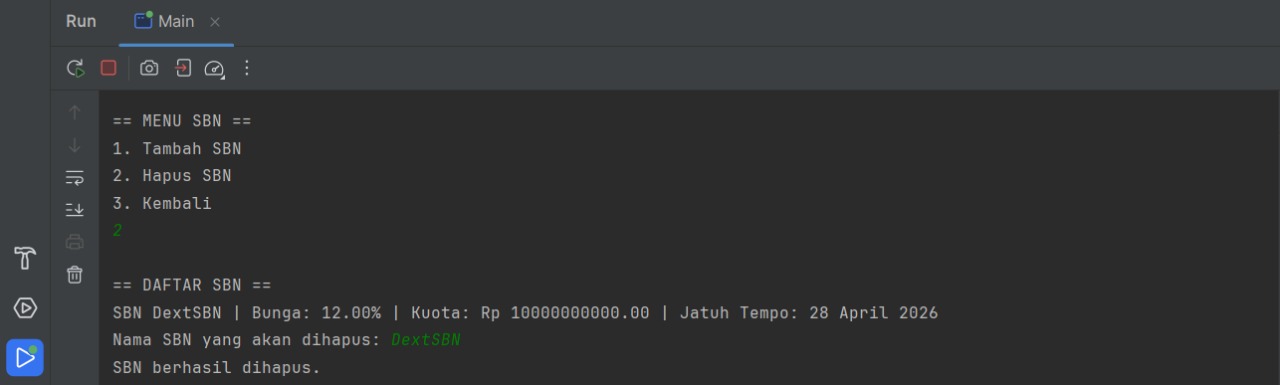 Run Main
== MENU SBN ==
1. Tambah SBN
2. Hapus SBN
3. Kembali
2
== DAFTAR SBN ==
SBN DextSBN | Bunga: 12.00% | Kuota: Rp 10000000000.00 | Jatuh Tempo: 28 April 2026
Nama SBN yang akan dihapus: DextSBN
SBN berhasil dihapus.